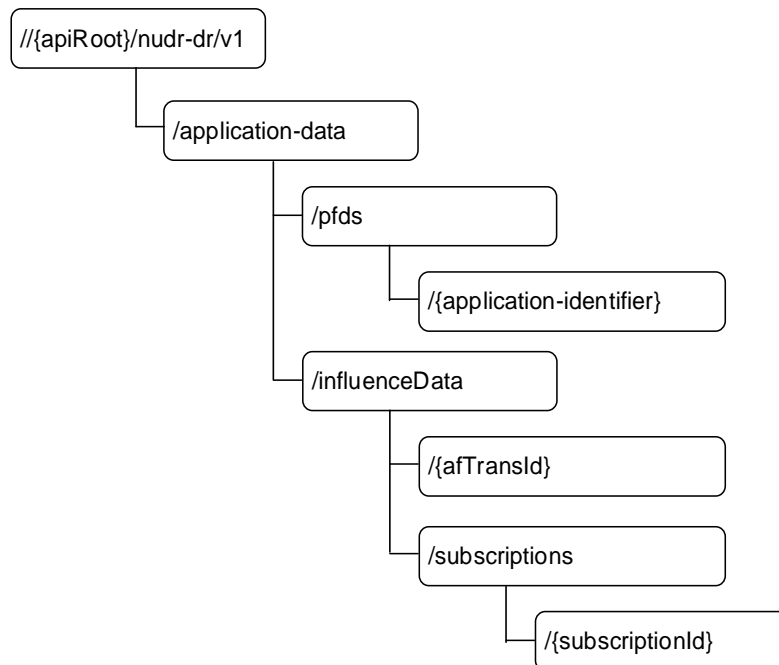 //{apiRoot}/nudr-dr/v1
/application-data
/pfds
/{application-identifier}
/influenceData
/{afTransId}
/subscriptions
/{subscriptionId}